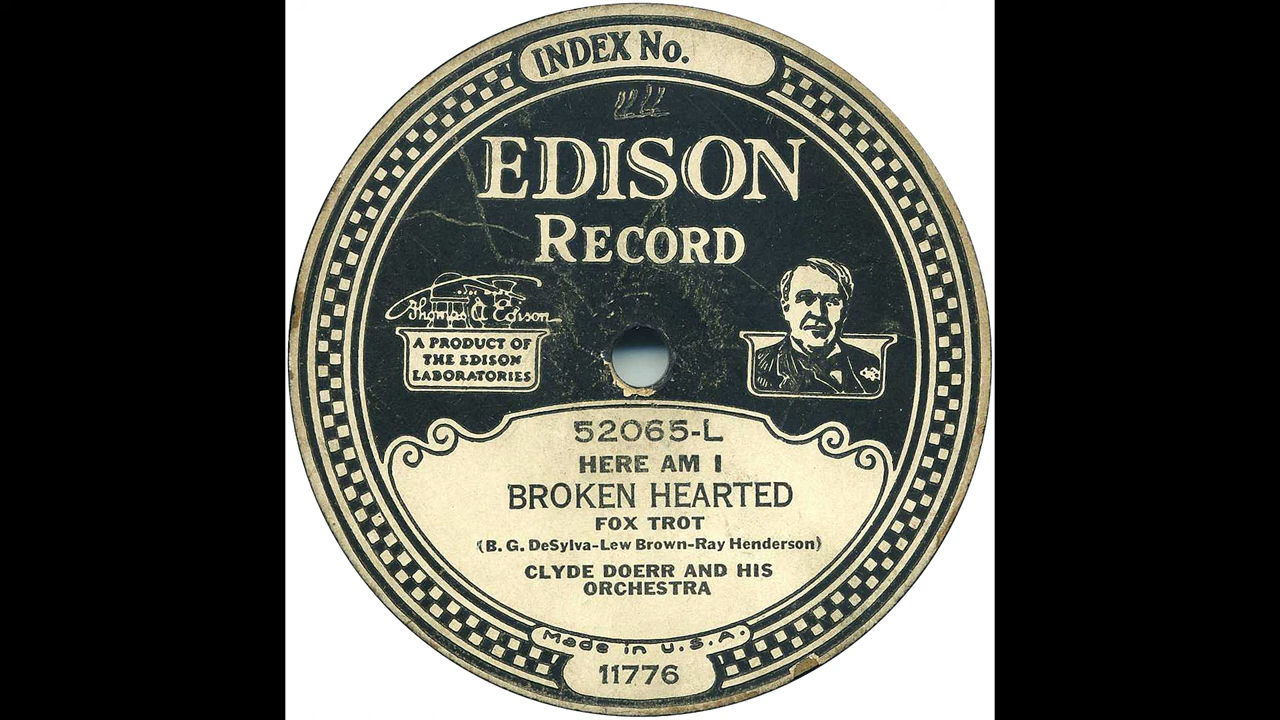 INDEX No.
EDISON
RECORD
Thomas A Edison
A PRODUCT OF
THE EDISON
LABORATORIES
52065-L
HERE AM I
BROKEN HEARTED
FOX TROT
(B. G. DeSylva-Lew Brown-Ray Henderson)
CLYDE DOERR AND HIS
ORCHESTRA
Made in U.S.A.
11776